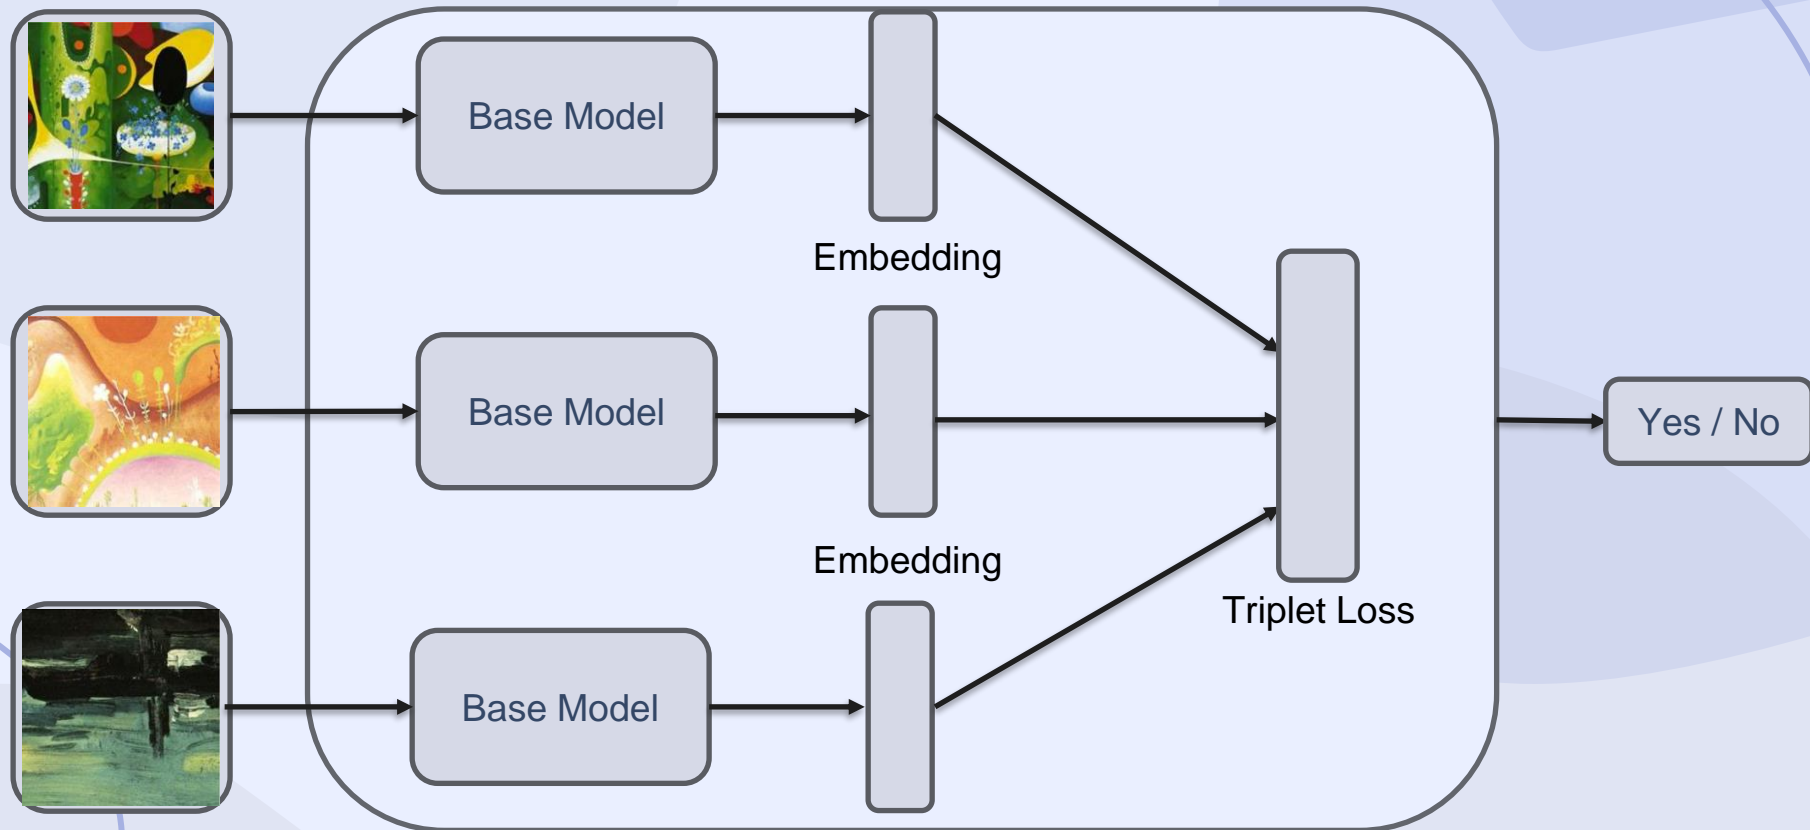 Base Model
Embedding
Base Model
Embedding
Base Model
Triplet Loss
Yes / No